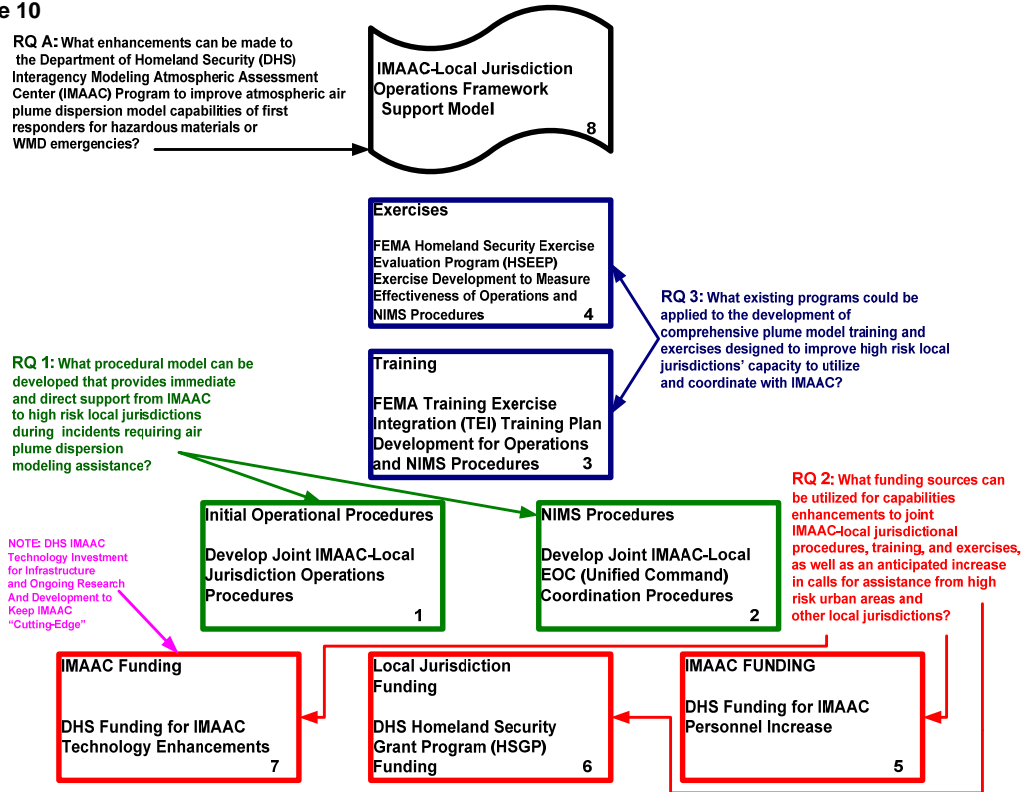 e 10
RQ A: What enhancements can be made to
the Department of Homeland Security (DHS)
Interagency Modeling Atmospheric Assessment
Center (IMAAC) Program to improve atmospheric air
plume dispersion model capabilities of first
responders for hazardous materials or
WMD emergencies?
IMAAC-Local Jurisdiction
Operations Framework
Support Model
8
Exercises
FEMA Homeland Security Exercise
Evaluation Program (HSEEP)
Exercise Development to Measure
Effectiveness of Operations and
NIMS Procedures 4
RQ 3: What existing programs could be
applied to the development of
comprehensive plume model training and
exercises designed to improve high risk local
jurisdictions' capacity to utilize
and coordinate with IMAAC?
RQ 1: What procedural model can be
developed that provides immediate
and direct support from IMAAC
to high risk local jurisdictions
during incidents requiring air
plume dispersion
modeling assistance?
Training
FEMA Training Exercise
Integration (TEI) Training Plan
Development for Operations
and NIMS Procedures 3
RQ 2: What funding sources can
be utilized for capabilities
enhancements to joint
IMAAC-local jurisdictional
procedures, training, and exercises,
as well as an anticipated increase
in calls for assistance from high
risk urban areas and
other local jurisdictions?
Initial Operational Procedures
Develop Joint IMAAC-Local
Jurisdiction Operations
Procedures
1
NIMS Procedures
Develop Joint IMAAC-Local
EOC (Unified Command)
Coordination Procedures
2
NOTE: DHS IMAAC
Technology Investment
for Infrastructure
and Ongoing Research
And Development to
Keep IMAAC
"Cutting-Edge"
IMAAC Funding
DHS Funding for IMAAC
Technology Enhancements
7
Local Jurisdiction
Funding
DHS Homeland Security
Grant Program (HSGP)
Funding 6
IMAAC FUNDING
DHS Funding for IMAAC
Personnel Increase
5